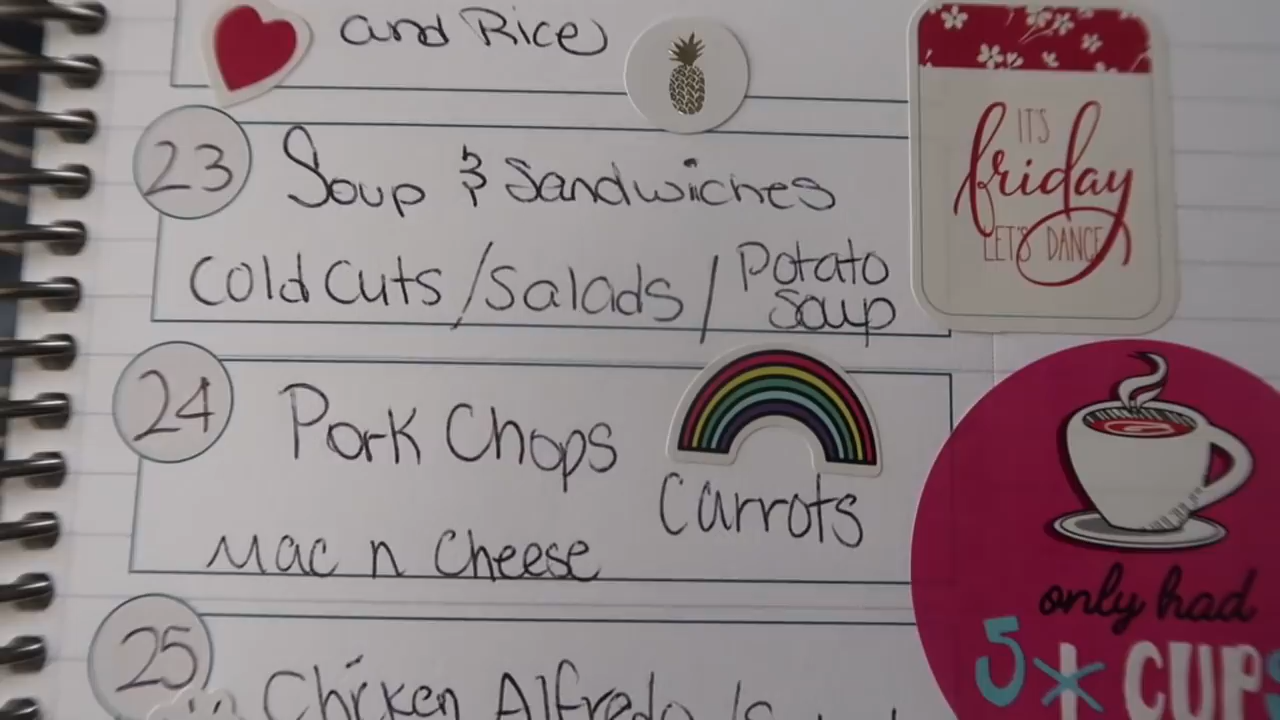 and Rice
23 Soup & Sandwiches
Cold Cuts / Salads / Potato Soup
IT'S
friday
LET'S DANCE
24 Pork Chops
Carrots
Mac n Cheese
only had
5 CUPS
25 Chicken Alfredo /